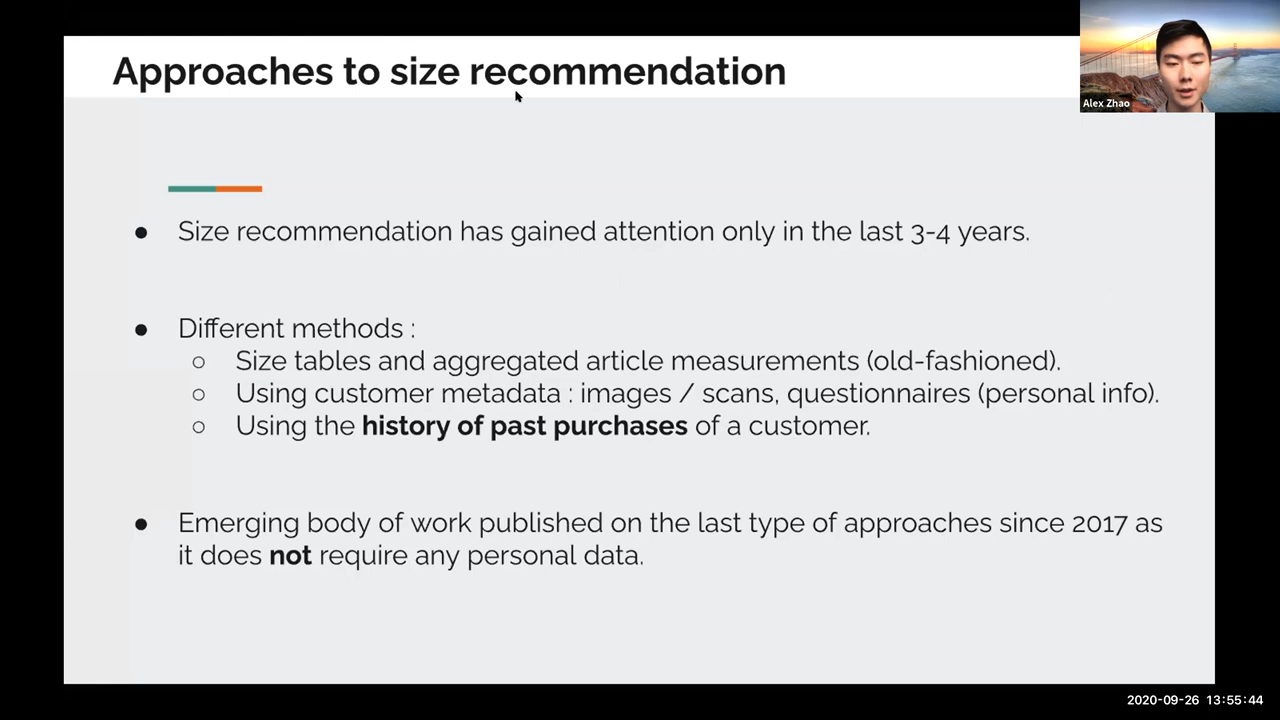 Approaches to size recommendation
Alex Zhao
● Size recommendation has gained attention only in the last 3-4 years.
● Different methods :
○ Size tables and aggregated article measurements (old-fashioned).
○ Using customer metadata : images / scans, questionnaires (personal info).
○ Using the history of past purchases of a customer.
● Emerging body of work published on the last type of approaches since 2017 as
it does not require any personal data.
2020-09-26 13:55:44